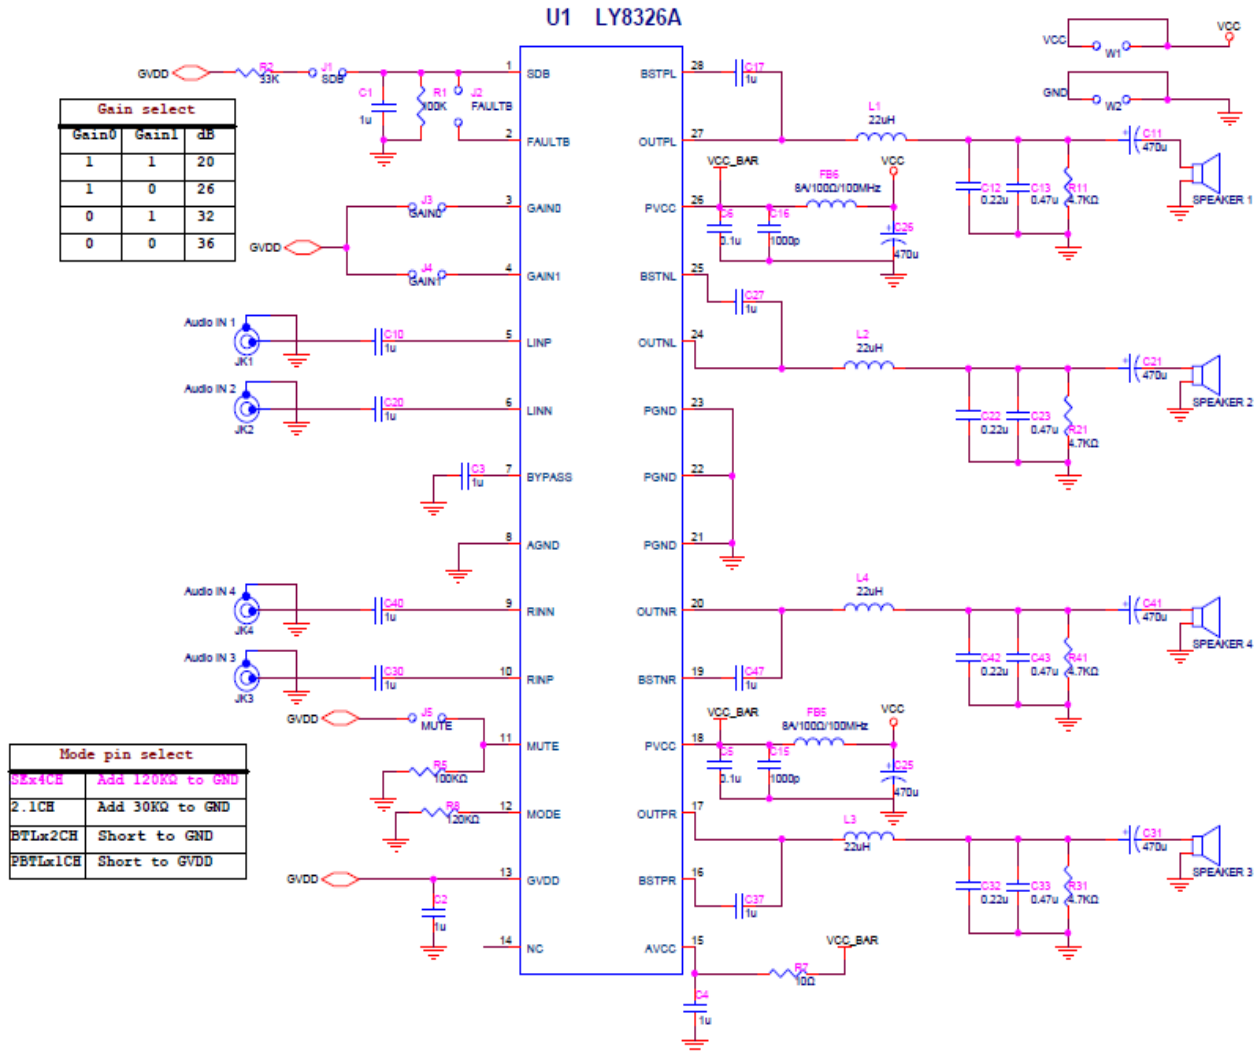 U1 LY8326A
VCC
VCC
W1
GND
W2
GVDD
R2
33K
J1
SDB
C1
1u
R1
100K
J2
FAULTB
1
SDB
2
FAULTB
Gain select
Gain0 Gain1 dB
1 1 20
1 0 26
0 1 32
0 0 36
GVDD
J3
GAIN0
J4
GAIN1
3
GAIN0
4
GAIN1
Audio IN 1
JK1
C10
1u
5
LINP
Audio IN 2
JK2
C20
1u
6
LINN
C3
1u
7
BYPASS
8
AGND
Audio IN 4
JK4
C40
1u
9
RINN
Audio IN 3
JK3
C30
1u
10
RINP
GVDD
J5
MUTE
11
MUTE
R5
100KΩ
R6
120KΩ
12
MODE
Mode pin select
SEx4CH Add 120KΩ to GND
2.1CH Add 30KΩ to GND
BTLx2CH Short to GND
PBTLx1CH Short to GVDD
GVDD
C2
1u
13
GVDD
14
NC
BSTPL
28
C17
1u
OUTPL
27
L1
22uH
C12
0.22u
C13
0.47u
R11
4.7KΩ
C11
470u
SPEAKER 1
VCC_BAR
PVCC
26
C6
0.1u
C16
1000p
FB6
8A/100Ω/100MHz
VCC
C26
470u
BSTNL
25
C27
1u
OUTNL
24
L2
22uH
C22
0.22u
C23
0.47u
R21
4.7KΩ
C21
470u
SPEAKER 2
PGND
23
PGND
22
PGND
21
OUTNR
20
L4
22uH
C42
0.22u
C43
0.47u
R41
4.7KΩ
C41
470u
SPEAKER 4
BSTNR
19
C47
1u
VCC_BAR
PVCC
18
C5
0.1u
C15
1000p
FB5
8A/100Ω/100MHz
VCC
C25
470u
OUTPR
17
L3
22uH
C32
0.22u
C33
0.47u
R31
4.7KΩ
C31
470u
SPEAKER 3
BSTPR
16
C37
1u
AVCC
15
VCC_BAR
R7
10Ω
C4
1u